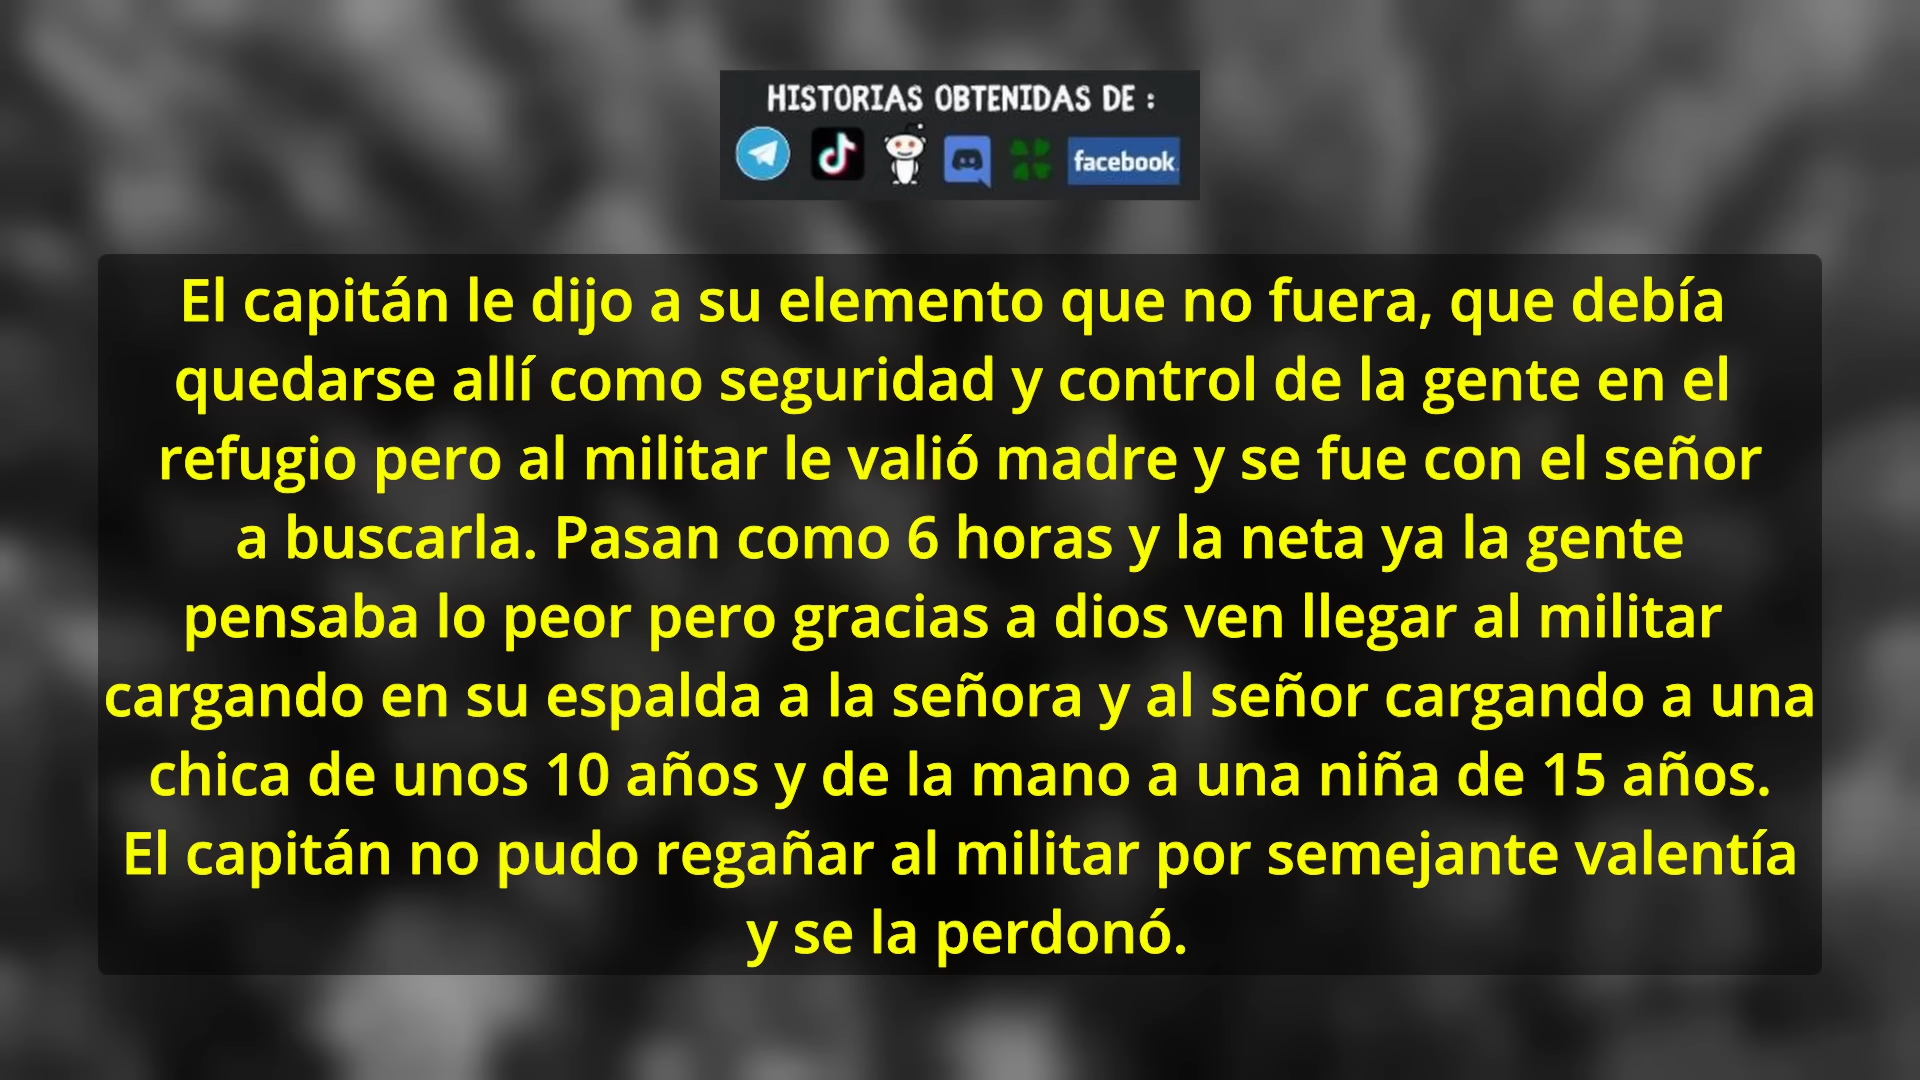 HISTORIAS OBTENIDAS DE :
facebook
El capitán le dijo a su elemento que no fuera, que debía
quedarse allí como seguridad y control de la gente en el
refugio pero al militar le valió madre y se fue con el señor
a buscarla. Pasan como 6 horas y la neta ya la gente
pensaba lo peor pero gracias a dios ven llegar al militar
cargando en su espalda a la señora y al señor cargando a una
chica de unos 10 años y de la mano a una niña de 15 años.
El capitán no pudo regañar al militar por semejante valentía
y se la perdonó.